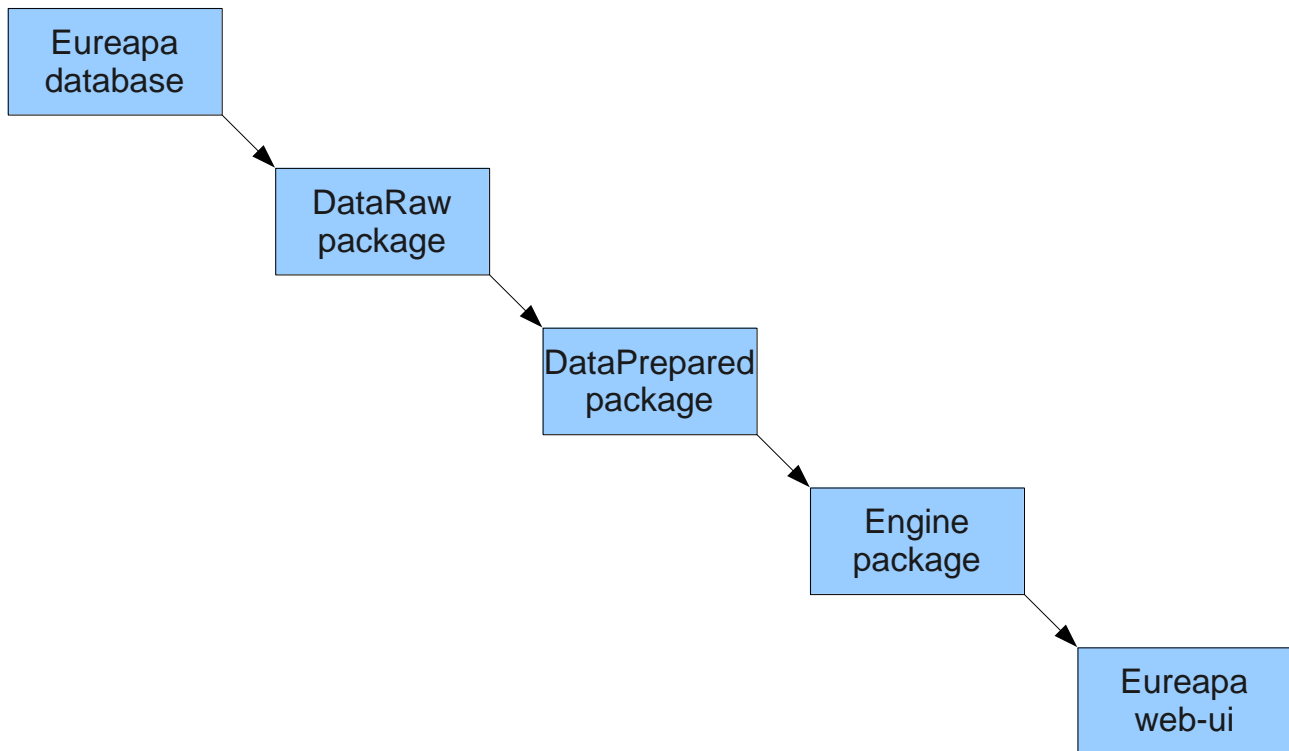 Eureapa
database
DataRaw
package
DataPrepared
package
Engine
package
Eureapa
web-ui